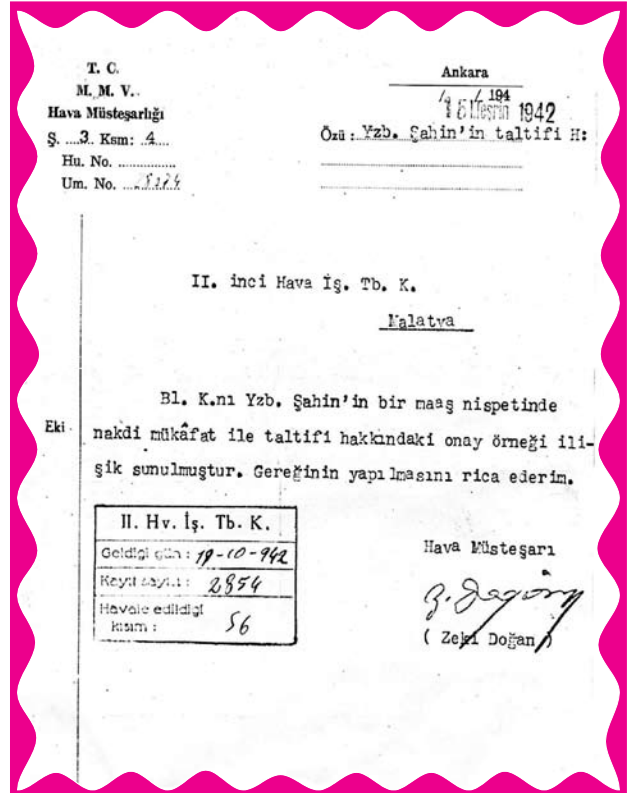 T. C.
M. M. V.
Hava Müsteşarlığı
Ş. ....3.. Ksm: ..4....
Hu. No. ...............
Um. No.
Ankara
/ / 194
1942
Özü : Yzb. Şahin'in taltifi H:
II. inci Hava İş. Tb. K.
Malatya
Bl. K.nı Yzb. Şahin'in bir maaş nispetinde
Eki
nakdi mükâfat ile taltifi hakkındaki onay örneği ili-
şik sunulmuştur. Gereğinin yapılmasını rica ederim.
II. Hv. İş. Tb. K.
Geldiği gün : 19-10-942
Kayıt sayısı : 2854
Havale edildiği
kısım : 56
Hava Müsteşarı
( Zeki Doğan )